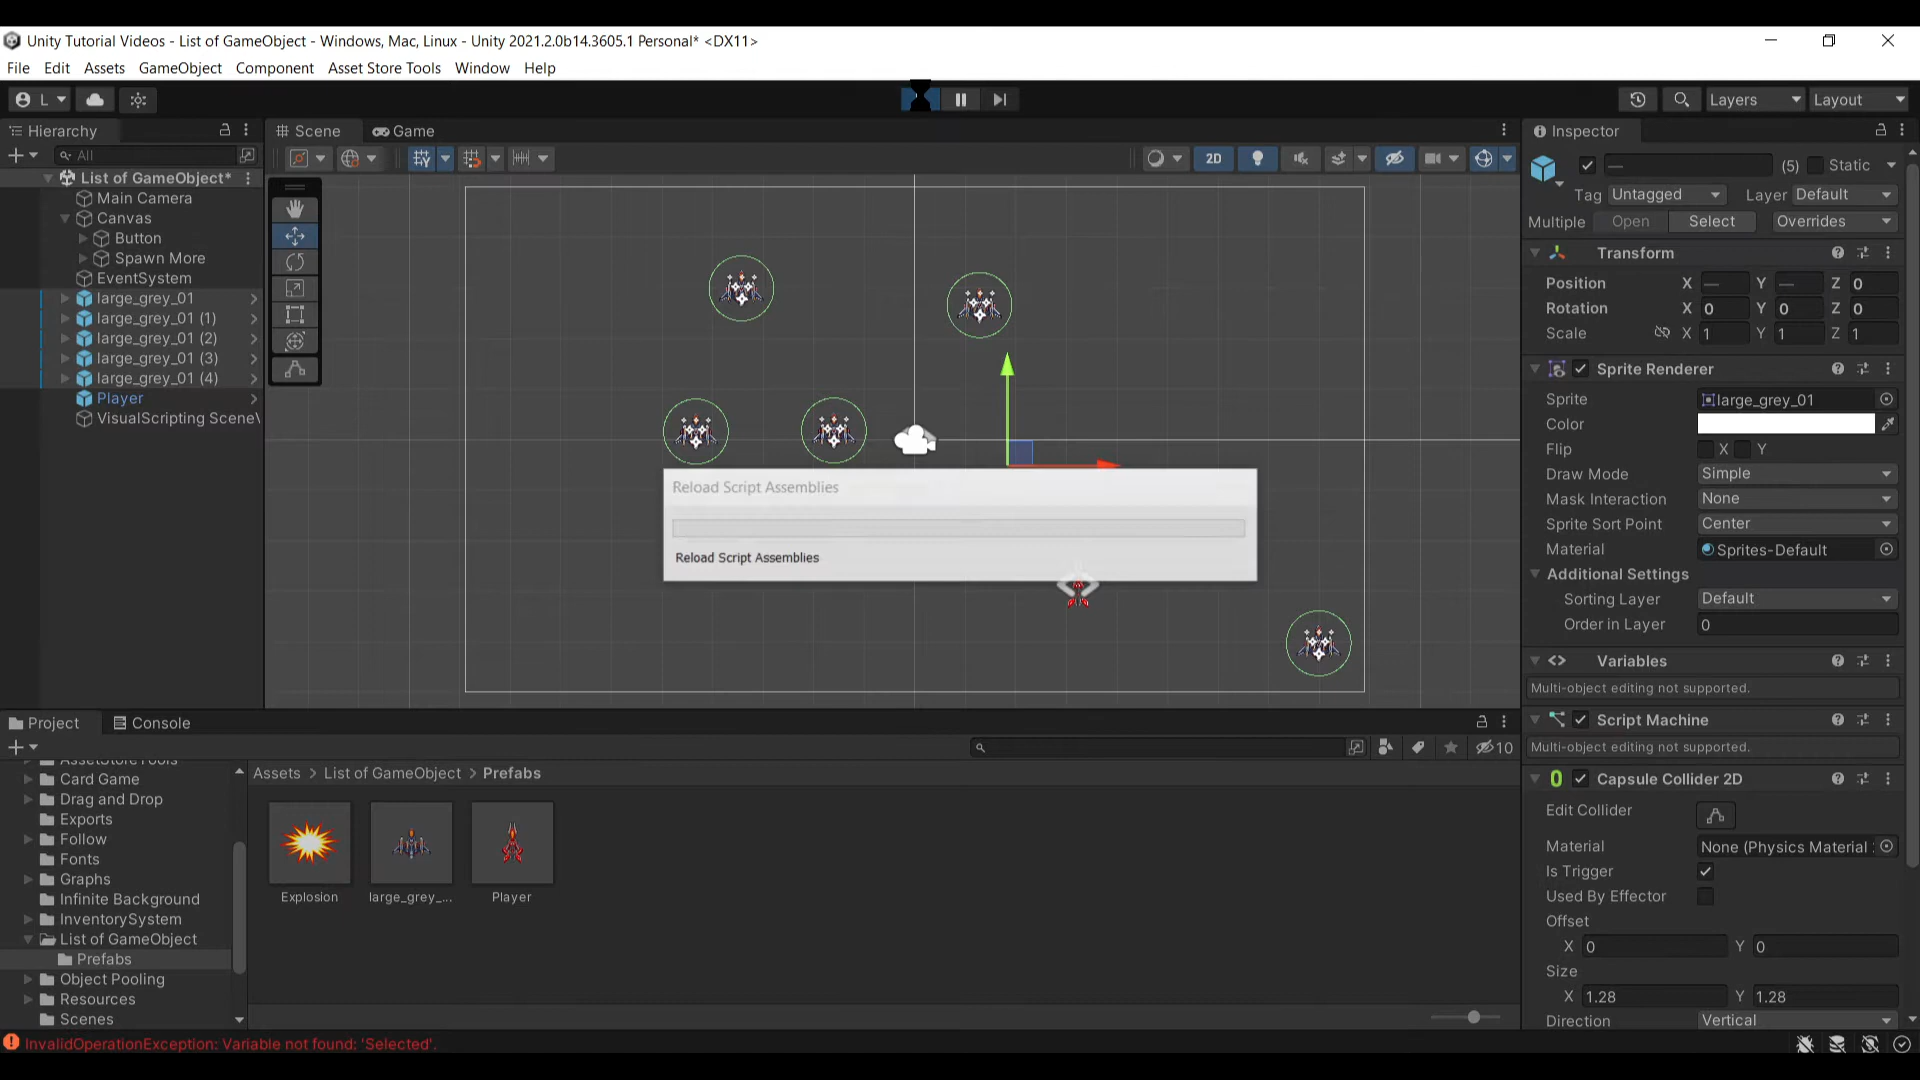 Unity Tutorial Videos - List of GameObject - Windows, Mac, Linux - Unity 2021.2.0b14.3605.1 Personal* <DX11>
File Edit Assets GameObject Component Asset Store Tools Window Help
L Layers Layout
Hierarchy Scene Game Inspector
All 2D
(5) Static
List of GameObject*
Main Camera
Canvas
Button
Spawn More
EventSystem
large_grey_01
large_grey_01 (1)
large_grey_01 (2)
large_grey_01 (3)
large_grey_01 (4)
Player
VisualScripting Scene
Reload Script Assemblies
Reload Script Assemblies
Tag Untagged Layer Default
Multiple Open Select Overrides
Transform
Position X — Y — Z 0
Rotation X 0 Y 0 Z 0
Scale X 1 Y 1 Z 1
Sprite Renderer
Sprite large_grey_01
Color
Flip X Y
Draw Mode Simple
Mask Interaction None
Sprite Sort Point Center
Material Sprites-Default
Additional Settings
Sorting Layer Default
Order in Layer 0
Variables
Multi-object editing not supported.
Script Machine
Multi-object editing not supported.
Capsule Collider 2D
Edit Collider
Material None (Physics Material
Is Trigger
Used By Effector
Offset
X 0 Y 0
Size
X 1.28 Y 1.28
Direction Vertical
Project Console
10
Card Game
Drag and Drop
Exports
Follow
Fonts
Graphs
Infinite Background
InventorySystem
List of GameObject
Prefabs
Object Pooling
Resources
Scenes
Assets > List of GameObject > Prefabs
Explosion large_grey_... Player
InvalidOperationException: Variable not found: 'Selected'.